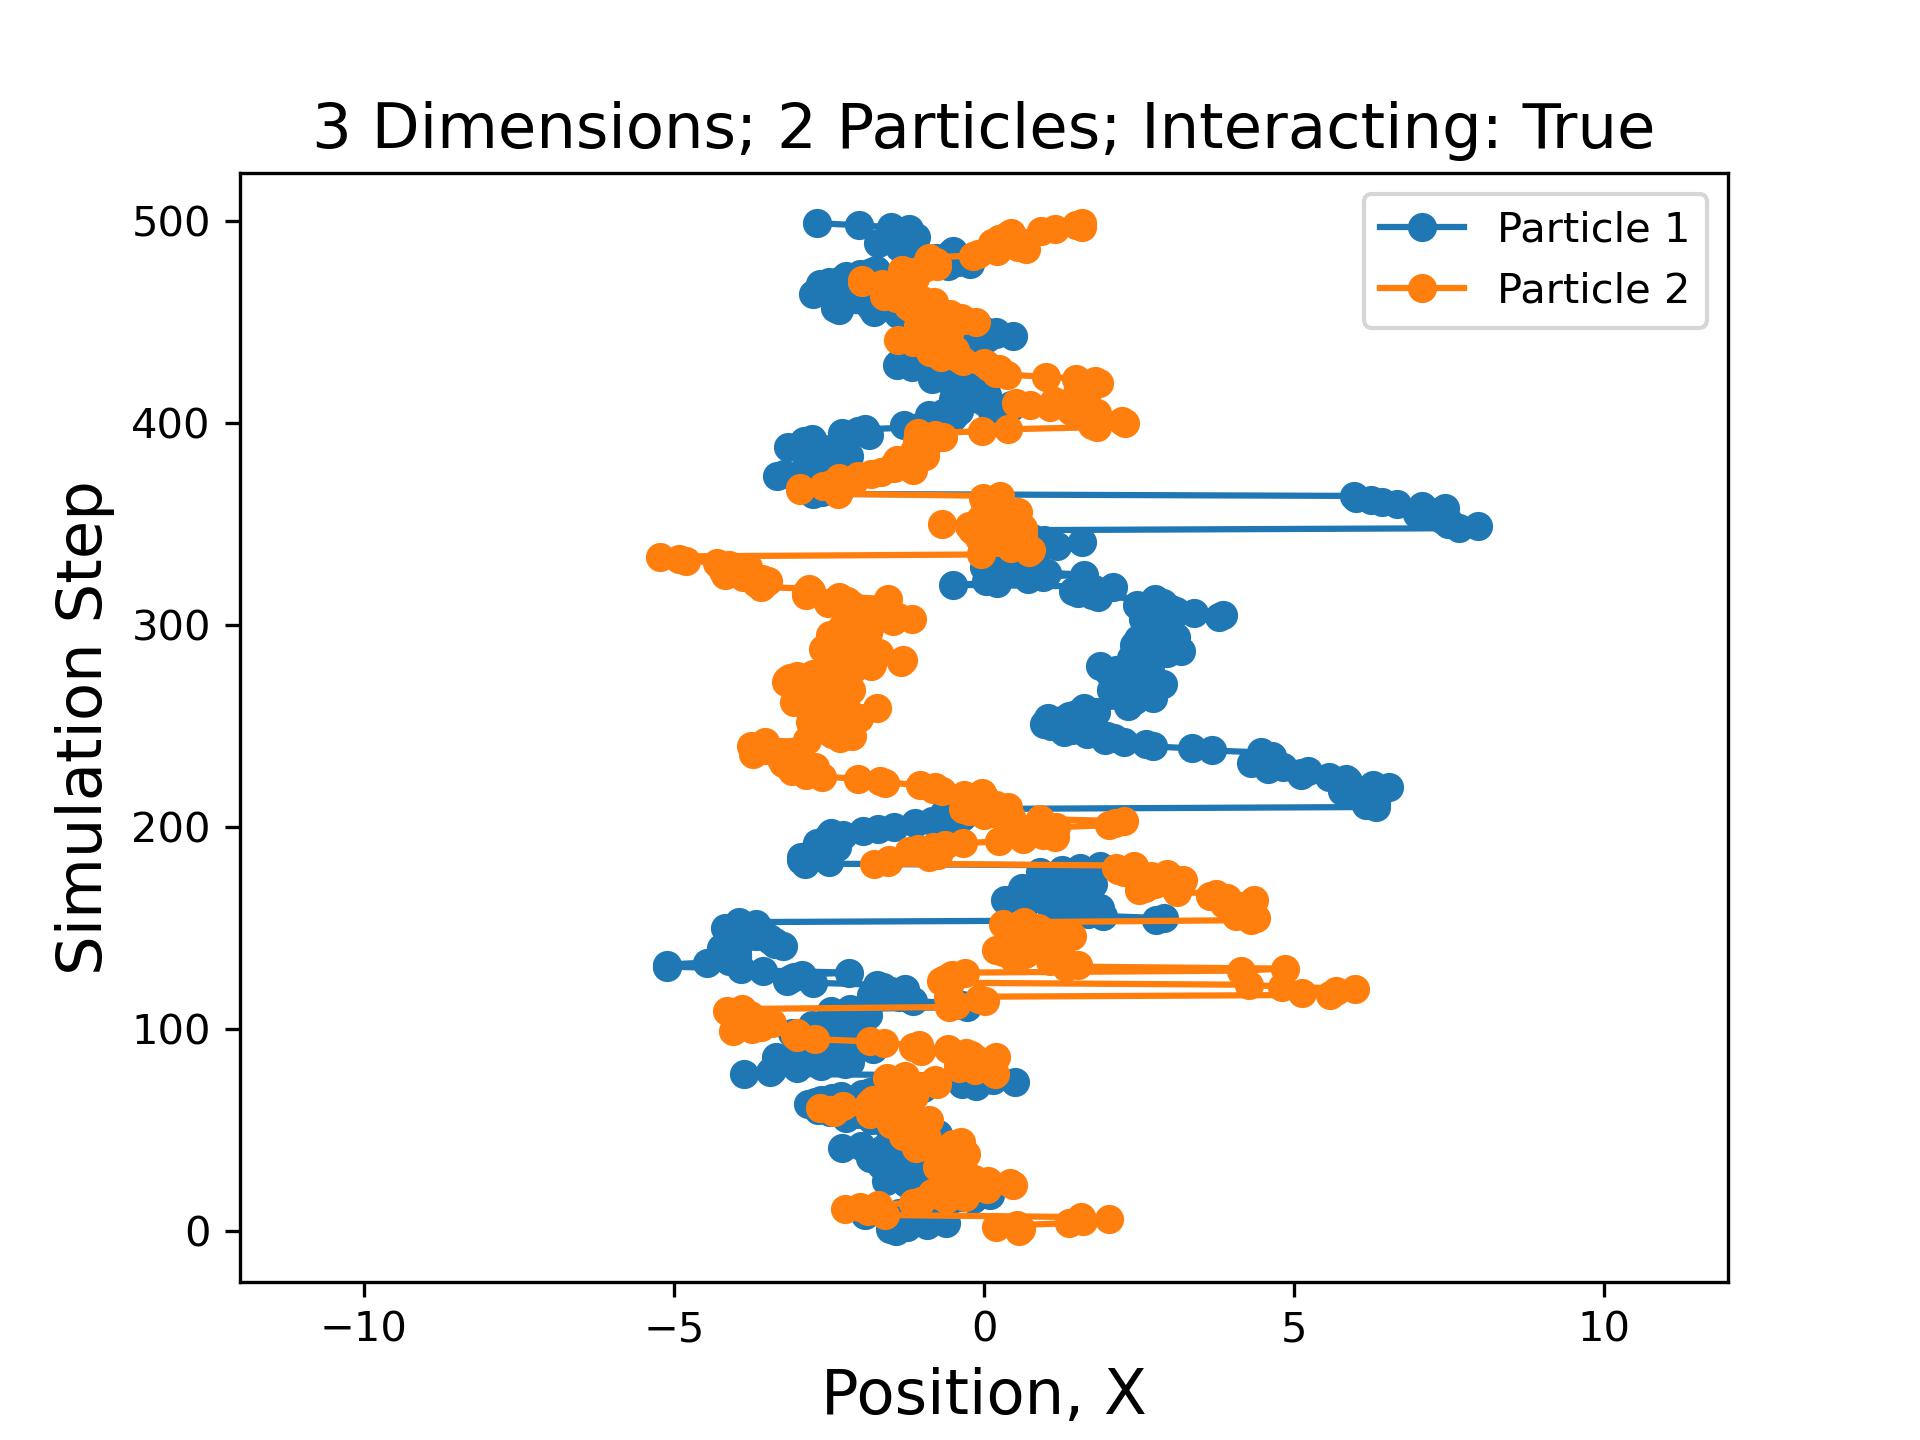 3 Dimensions; 2 Particles; Interacting: True
Particle 1
Particle 2
Simulation Step
500
400
300
200
100
0
−10
−5
0
5
10
Position, X